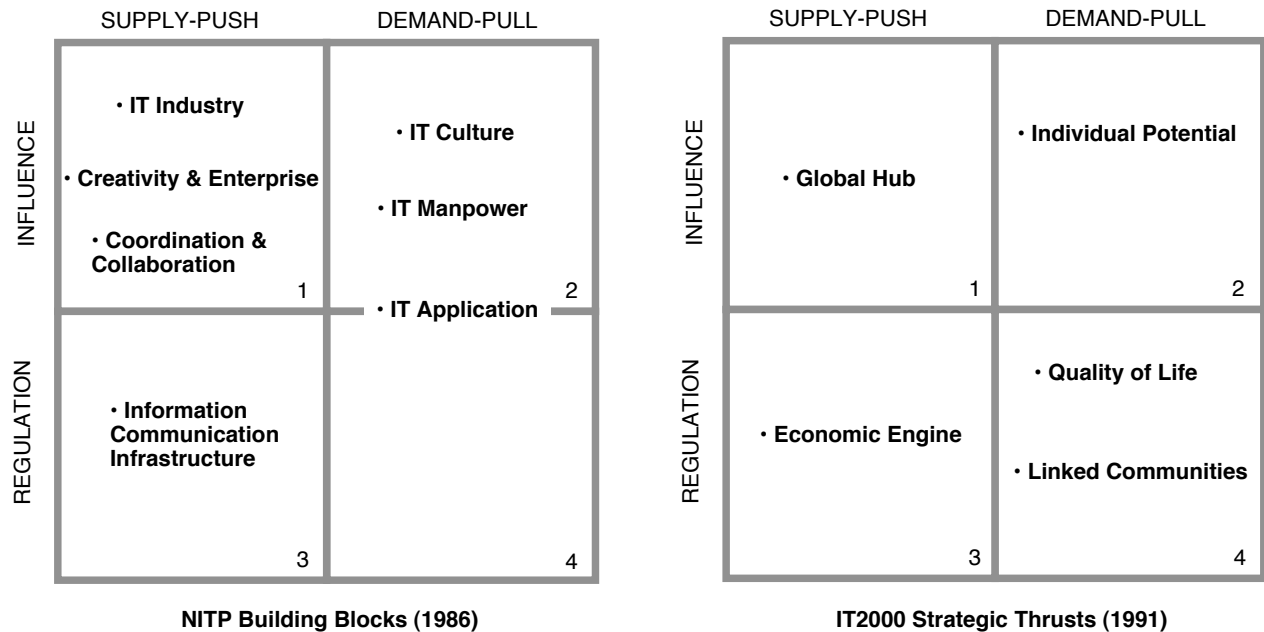 SUPPLY-PUSH
DEMAND-PULL
INFLUENCE
REGULATION
• IT Industry
• Creativity & Enterprise
• Coordination &
Collaboration
1
• IT Culture
• IT Manpower
2
• IT Application
• Information
Communication
Infrastructure
3
4
NITP Building Blocks (1986)
SUPPLY-PUSH
DEMAND-PULL
INFLUENCE
REGULATION
• Global Hub
1
• Individual Potential
2
• Economic Engine
3
• Quality of Life
• Linked Communities
4
IT2000 Strategic Thrusts (1991)